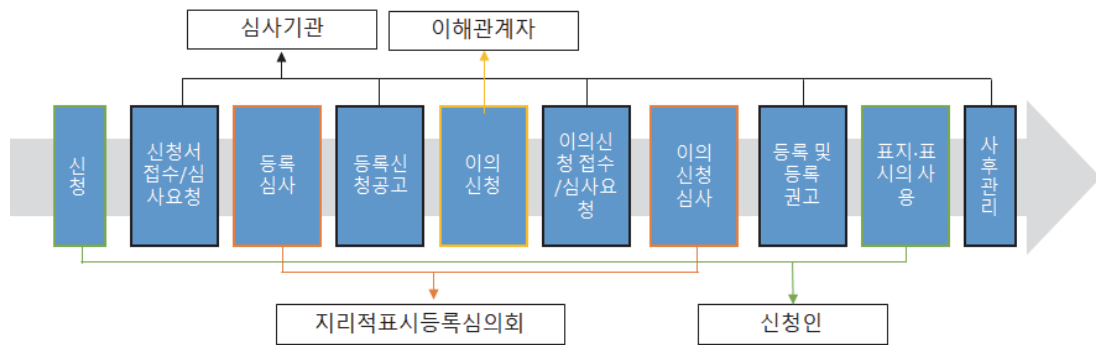 심사기관
이해관계자
신
청
신청서
접수/심
사요청
등록
심사
등록신
청공고
이의
신청
이의신
청 접수
/심사요
청
이의
신청
심사
등록 및
등록
권고
표지·표
시의 사
용
사
후
관
리
지리적표시등록심의회
신청인